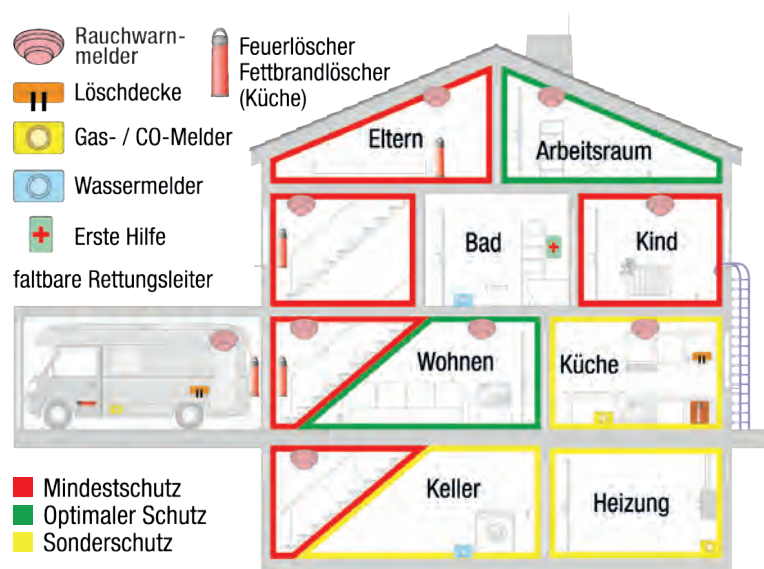 Rauchwarn-
melder
Löschdecke
Gas- / CO-Melder
Wassermelder
Erste Hilfe
faltbare Rettungsleiter
Feuerlöscher
Fettbrandlöscher
(Küche)
Eltern
Arbeitsraum
Bad
Kind
Wohnen
Küche
Keller
Heizung
Mindestschutz
Optimaler Schutz
Sonderschutz